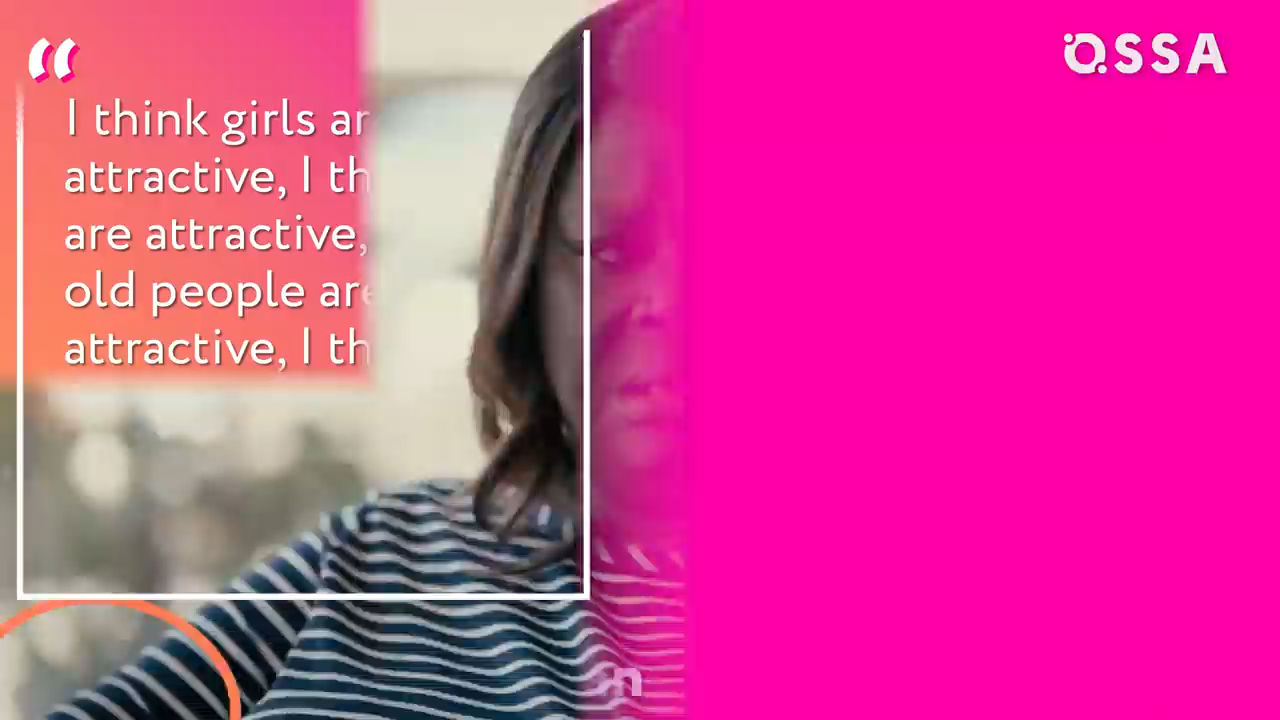 OSSA
I think girls ar
attractive, I th
are attractive,
old people are
attractive, I th